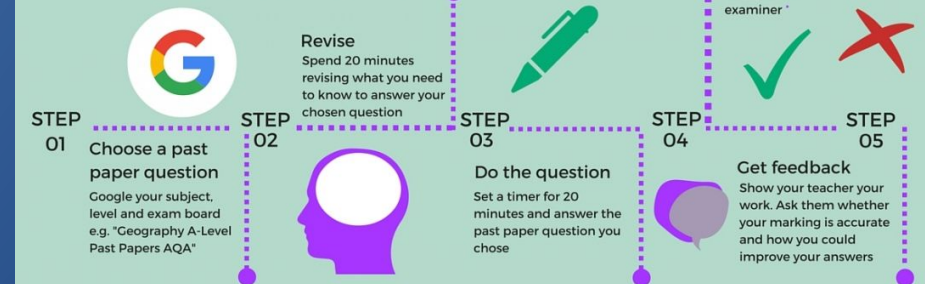 examiner
Revise
Spend 20 minutes
revising what you need
to know to answer your
chosen question
STEP
01
STEP
02
STEP
03
STEP
04
STEP
05
Choose a past
paper question
Google your subject,
level and exam board
e.g. "Geography A-Level
Past Papers AQA"
Do the question
Set a timer for 20
minutes and answer the
past paper question you
chose
Get feedback
Show your teacher your
work. Ask them whether
your marking is accurate
and how you could
improve your answers